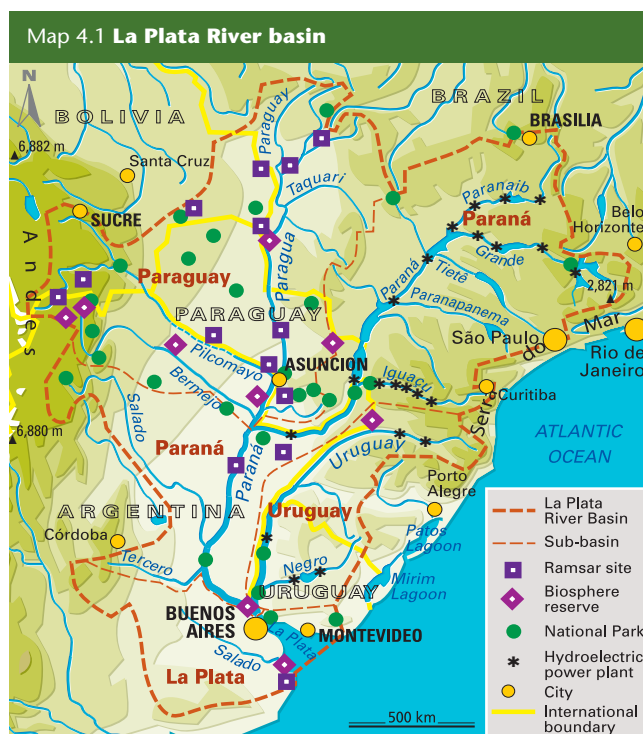 Map 4.1 La Plata River basin
N
BOLIVIA
BRAZIL
6,882 m
Santa Cruz
SUCRE
Andes
Paraguay
Taquari
BRASILIA
Paranaib
Paraná
Grande
Belo
Horizonte
2,821 m
Paraguay
Paragua
Paraná
Tietê
Paranapanema
PARAGUAY
São Paulo
Serra do Mar
Rio de
Janeiro
Pilcomayo
ASUNCION
Bermejo
Iguaçu
Curitiba
Salado
6,880 m
Paraná
Paraná
Uruguay
ATLANTIC
OCEAN
Porto
Alegre
ARGENTINA
Uruguay
Patos
Lagoon
Córdoba
Tercero
Negro
Mirim
Lagoon
URUGUAY
BUENOS
AIRES
La Plata
MONTEVIDEO
Salado
La Plata
500 km
La Plata
River Basin
Sub-basin
Ramsar site
Biosphere
reserve
National Park
Hydroelectric
power plant
City
International
boundary